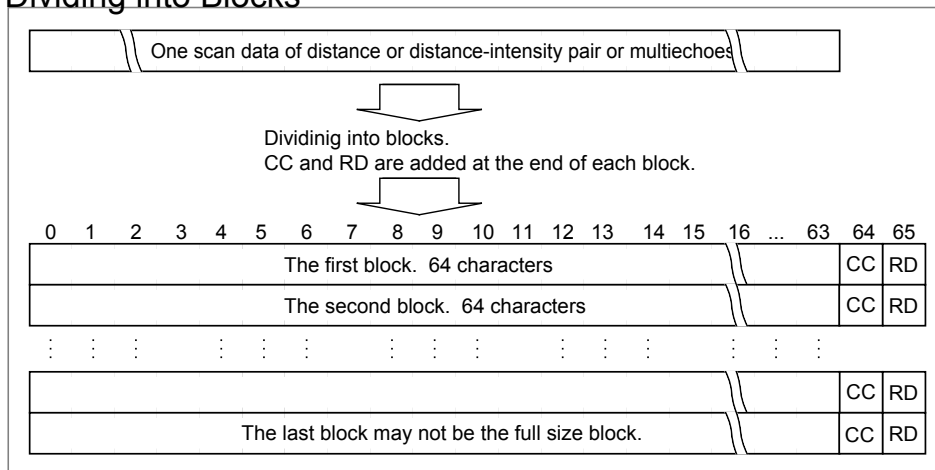 Dividing into Blocks
One scan data of distance or distance-intensity pair or multiechoes
Dividinig into blocks.
CC and RD are added at the end of each block.
0 1 2 3 4 5 6 7 8 9 10 11 12 13 14 15 16 ... 63 64 65
The first block. 64 characters CC RD
The second block. 64 characters CC RD
CC RD
The last block may not be the full size block. CC RD